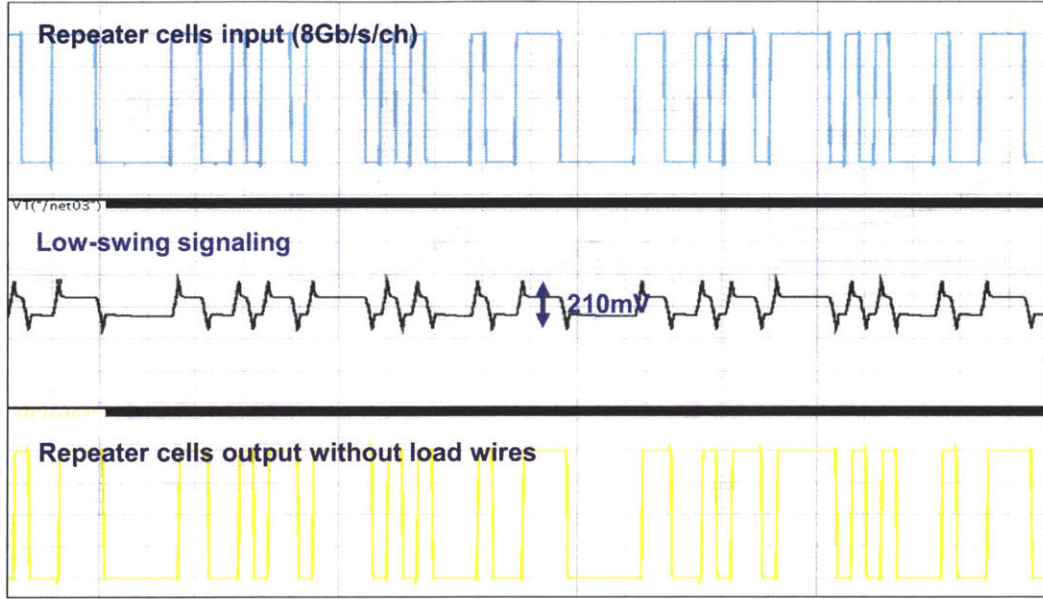 Repeater cells input (8Gb/s/ch)
VT("/net03")
Low-swing signaling
210mV
Repeater cells output without load wires